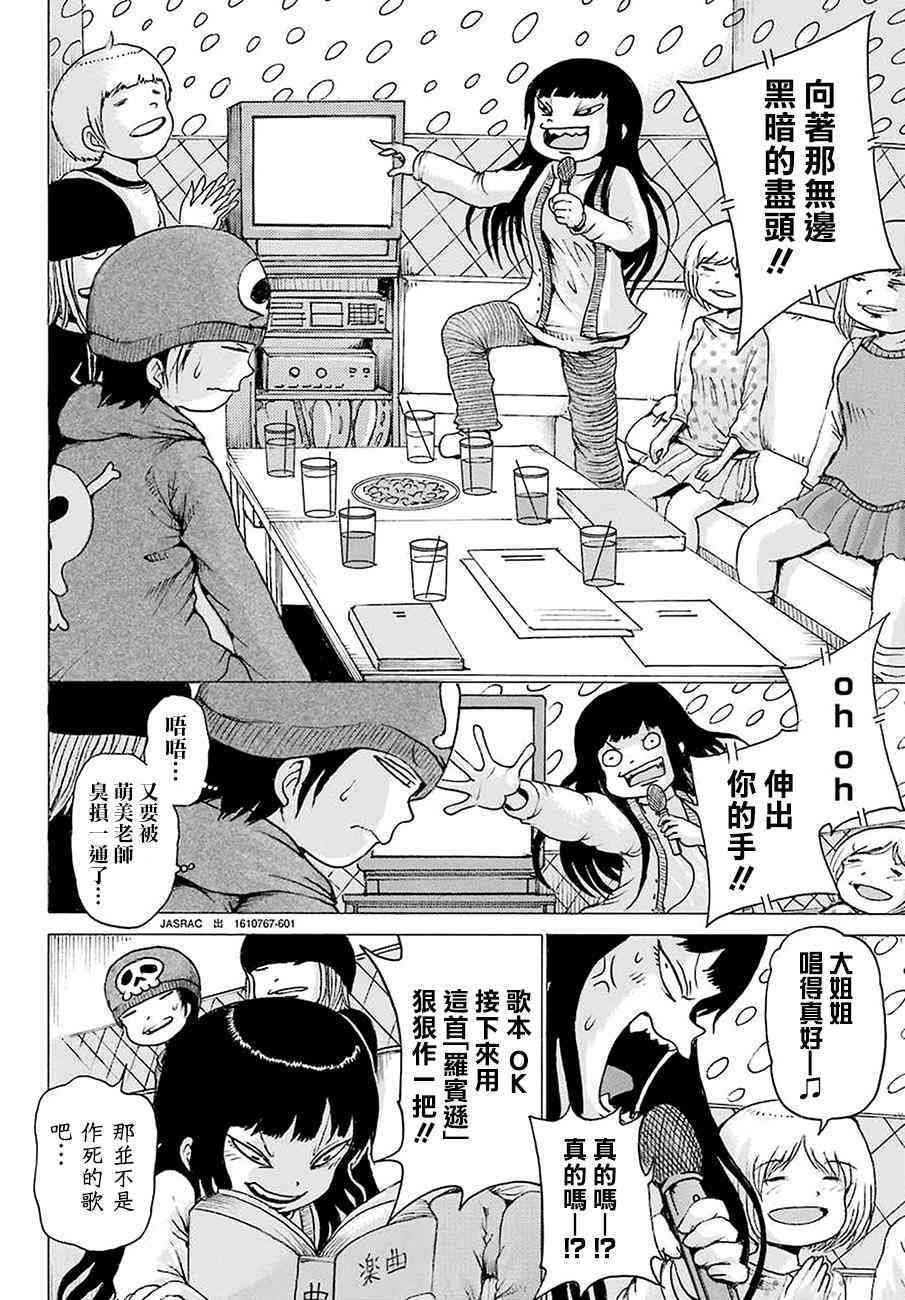 向著那無邊
黑暗的盡頭!!
oh oh
伸出
你的手!!
唔唔…
又要被
萌美老師
臭損一通了…
JASRAC 出 1610767-601
大姐姐
唱得真好—♫
真的嗎—!?
真的嗎—!?
歌本OK
接下來用
這首「羅賓遜」
狠狠作一把!!
那並不是
作死的歌
吧…
楽曲
曲